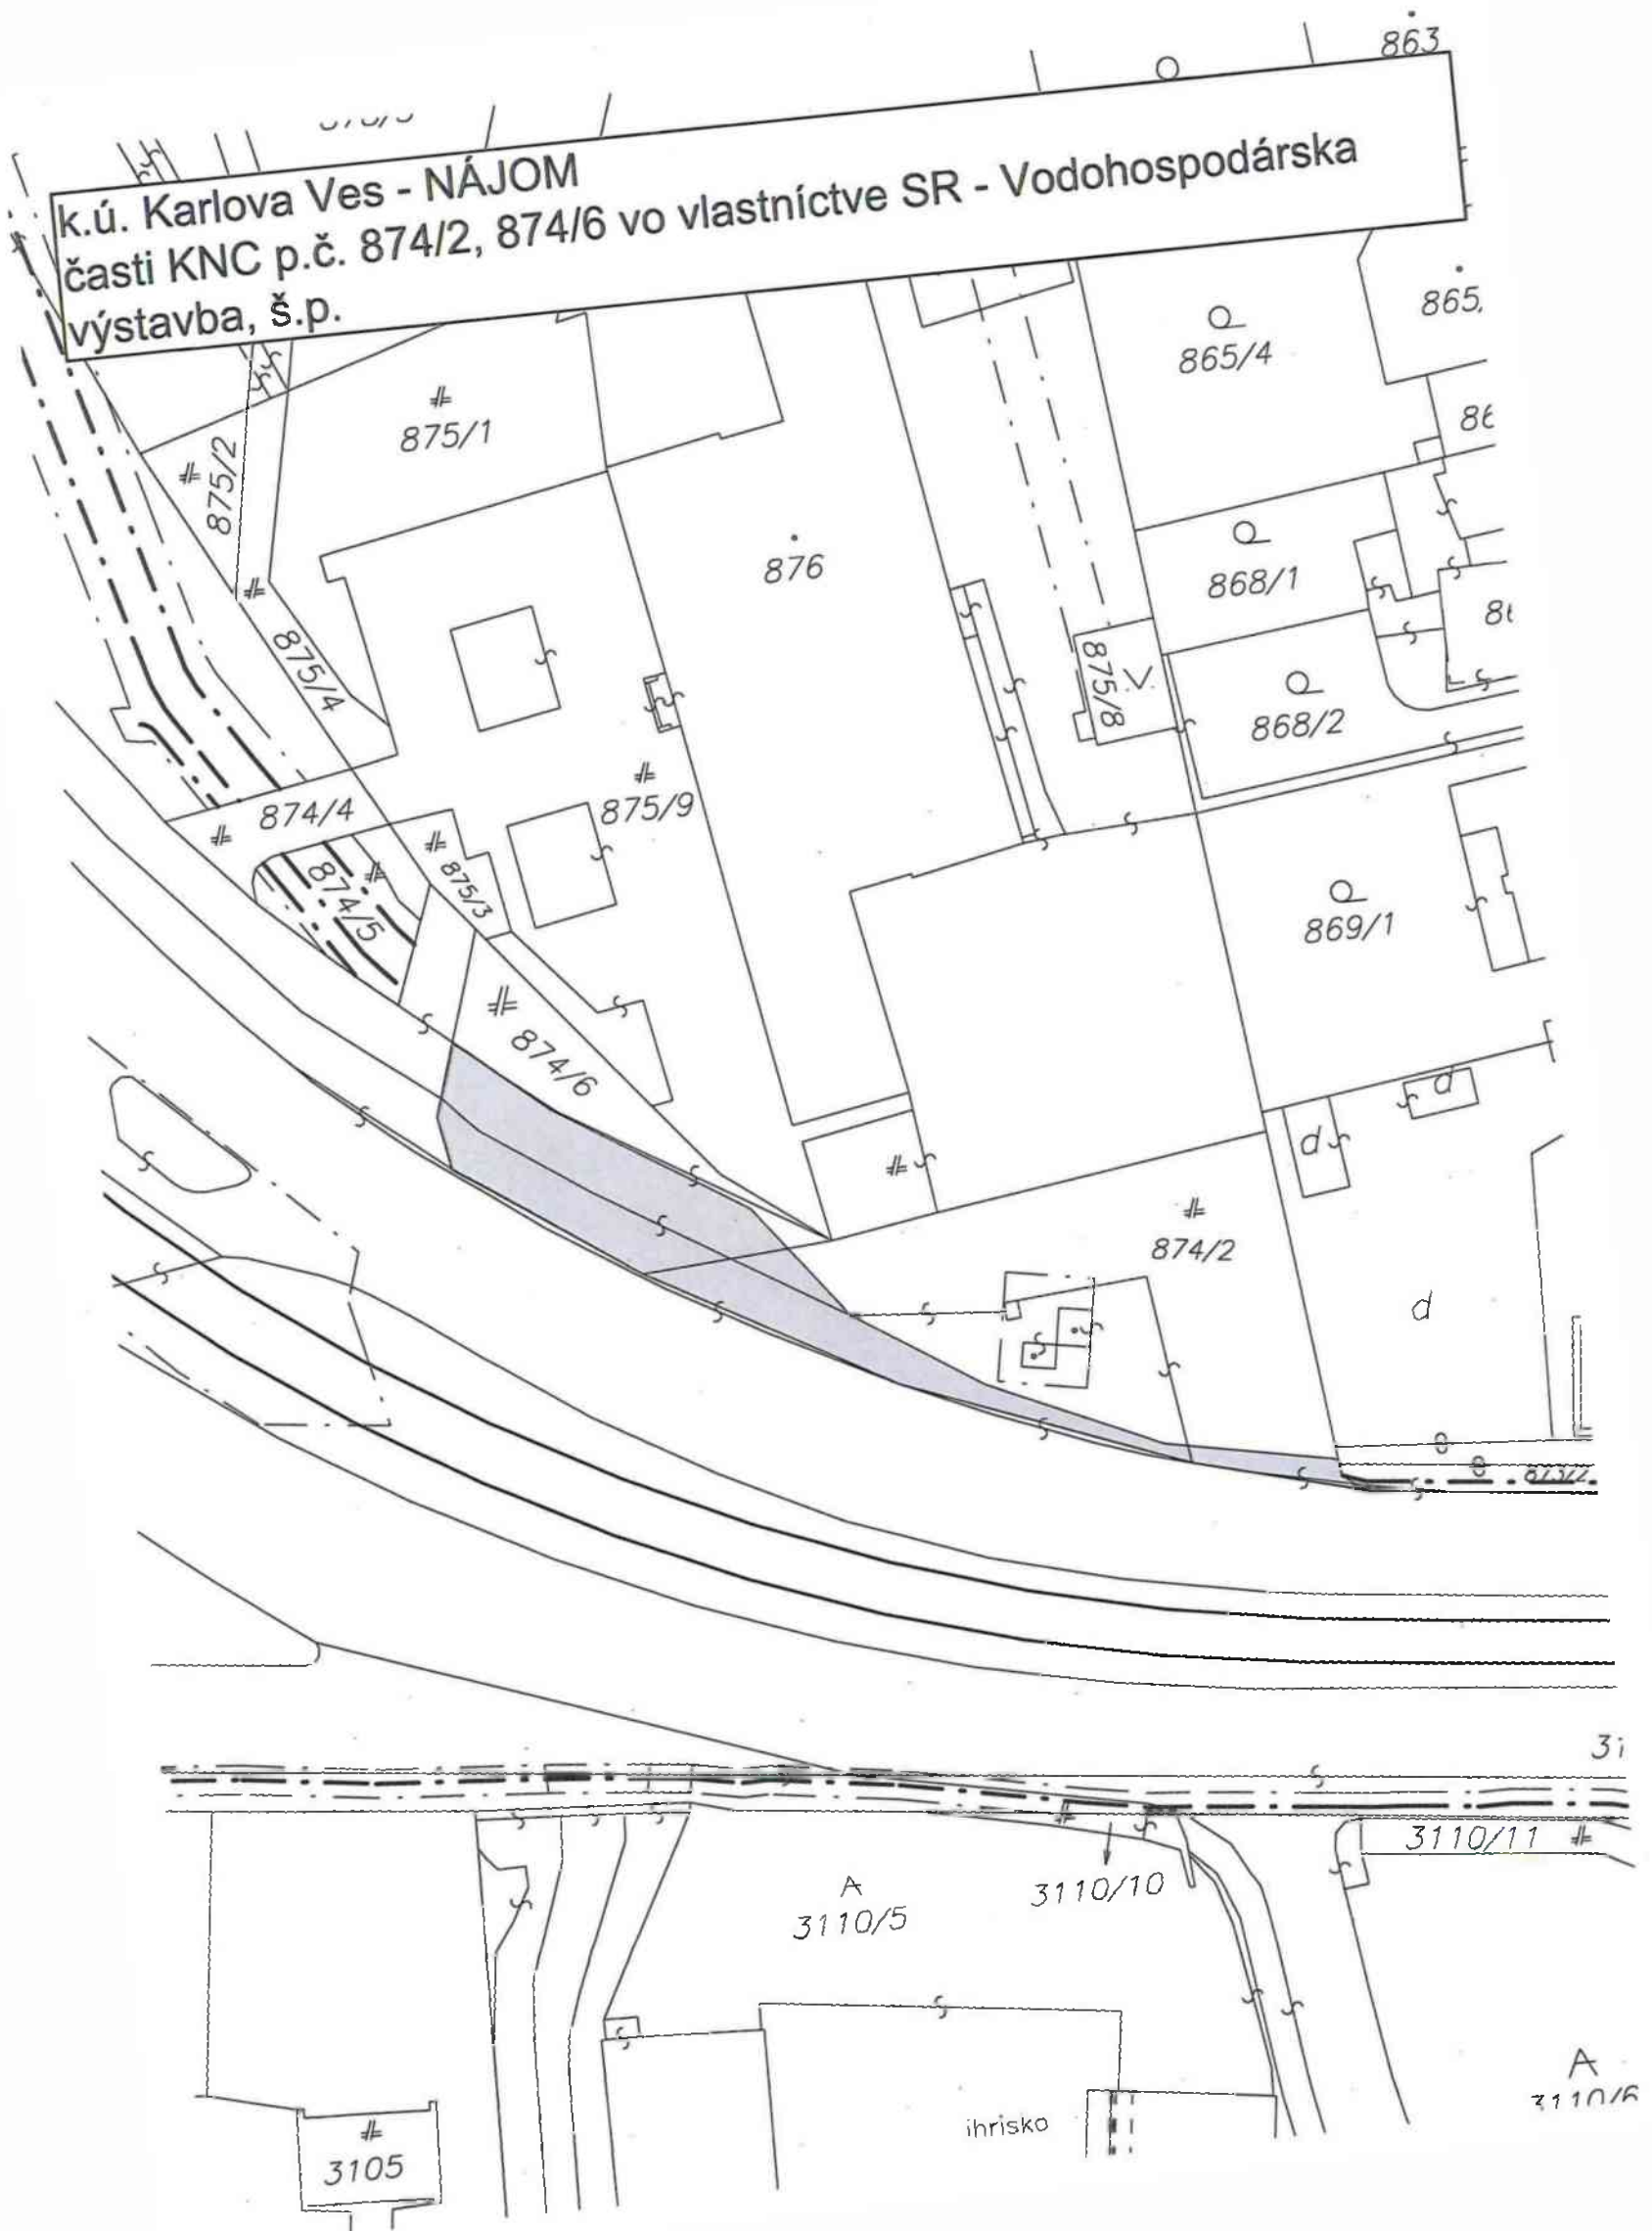 863
k.ú. Karlova Ves - NÁJOM
časti KNC p.č. 874/2, 874/6 vo vlastníctve SR - Vodohospodárska
výstavba, š.p.
865/4
865,
875/1
875/2
876
868/1
875/4
875/8
868/2
874/4
875/9
874/5
875/3
869/1
874/6
d
d
874/2
d
3110/11
3110/10
A
3110/5
A
ihrisko
3105